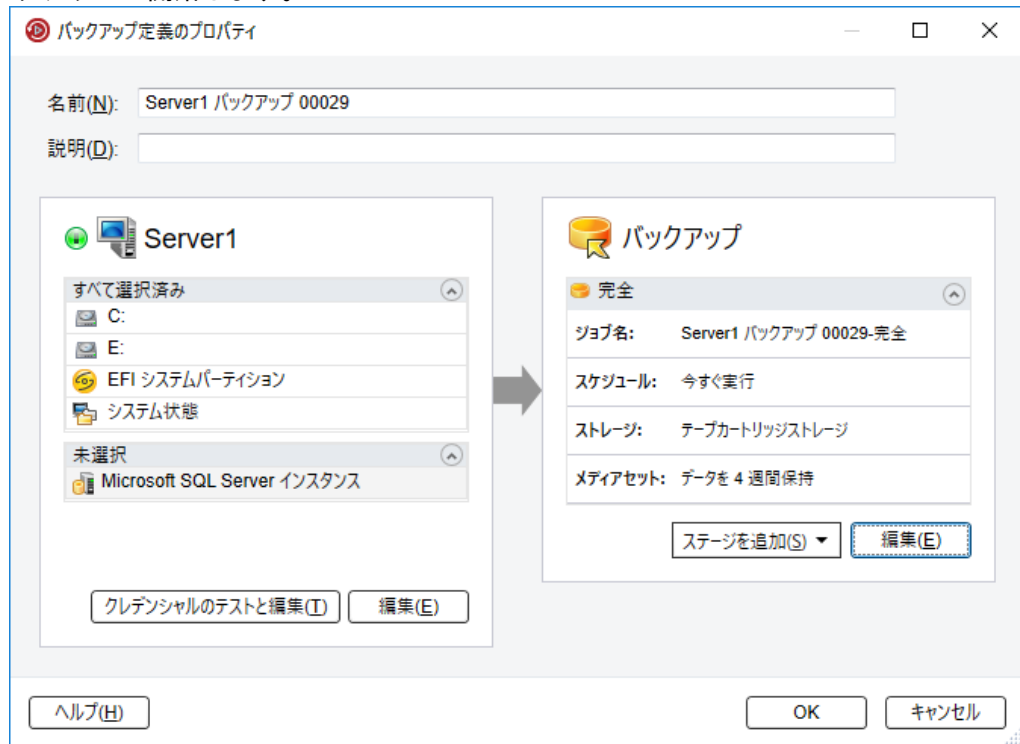 バックアップ定義のプロパティ
名前(N): Server1 バックアップ 00029
説明(D):
Server1
すべて選択済み
C:
E:
EFI システムパーティション
システム状態
未選択
Microsoft SQL Server インスタンス
クレデンシャルのテストと編集(T) 編集(E)
バックアップ
完全
ジョブ名: Server1 バックアップ 00029-完全
スケジュール: 今すぐ実行
ストレージ: テープカートリッジストレージ
メディアセット: データを 4 週間保持
ステージを追加(S) 編集(E)
ヘルプ(H) OK キャンセル